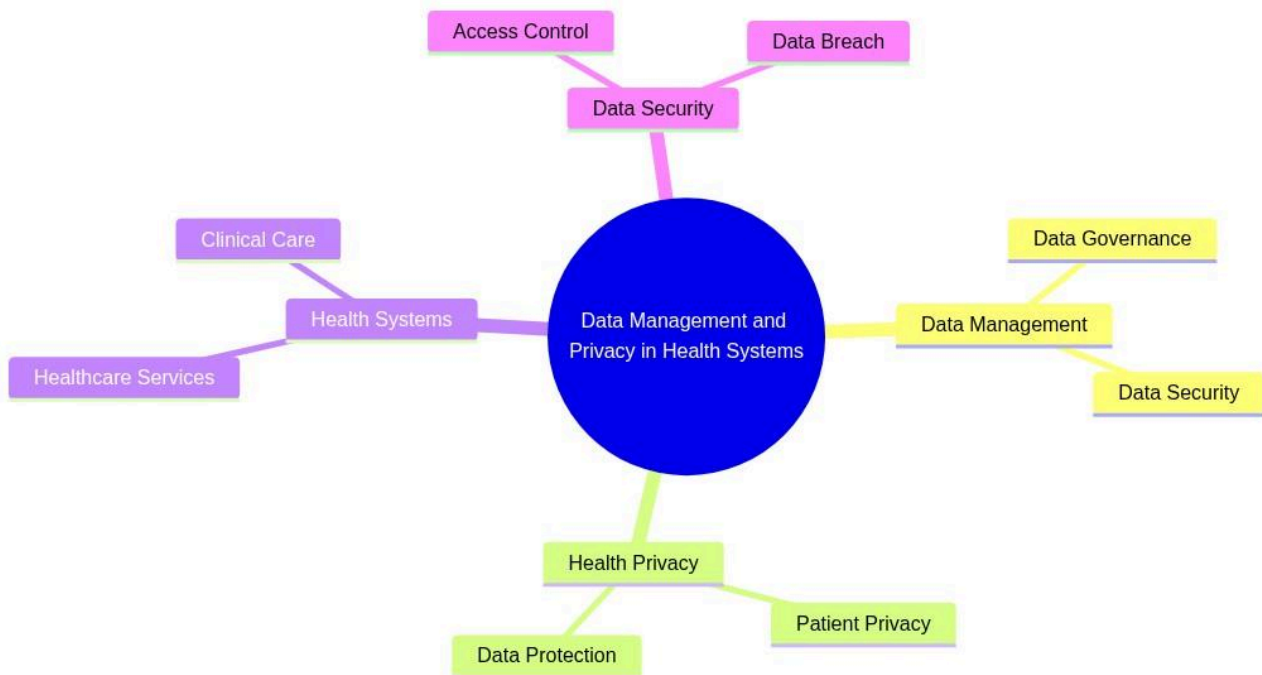 Access Control
Data Breach
Data Security
Clinical Care
Data Governance
Health Systems
Data Management and
Privacy in Health Systems
Data Management
Healthcare Services
Data Security
Health Privacy
Patient Privacy
Data Protection